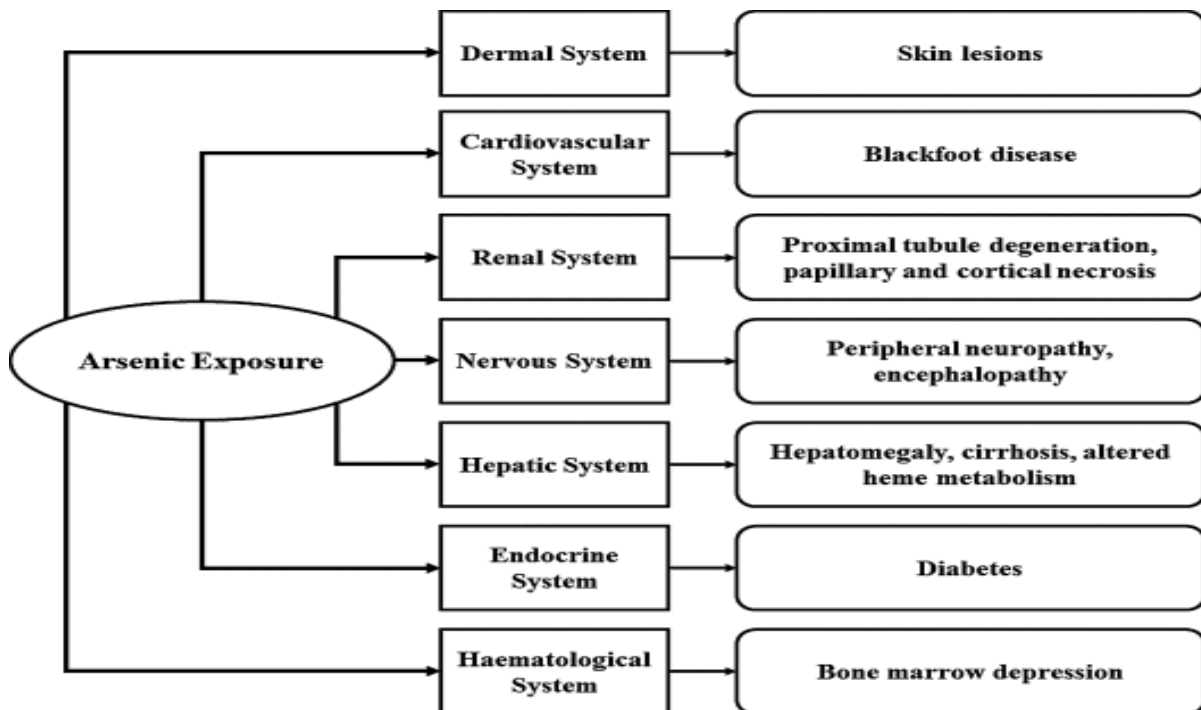 Dermal System
Skin lesions
Cardiovascular
System
Blackfoot disease
Renal System
Proximal tubule degeneration,
papillary and cortical necrosis
Arsenic Exposure
Nervous System
Peripheral neuropathy,
encephalopathy
Hepatic System
Hepatomegaly, cirrhosis, altered
heme metabolism
Endocrine
System
Diabetes
Haematological
System
Bone marrow depression